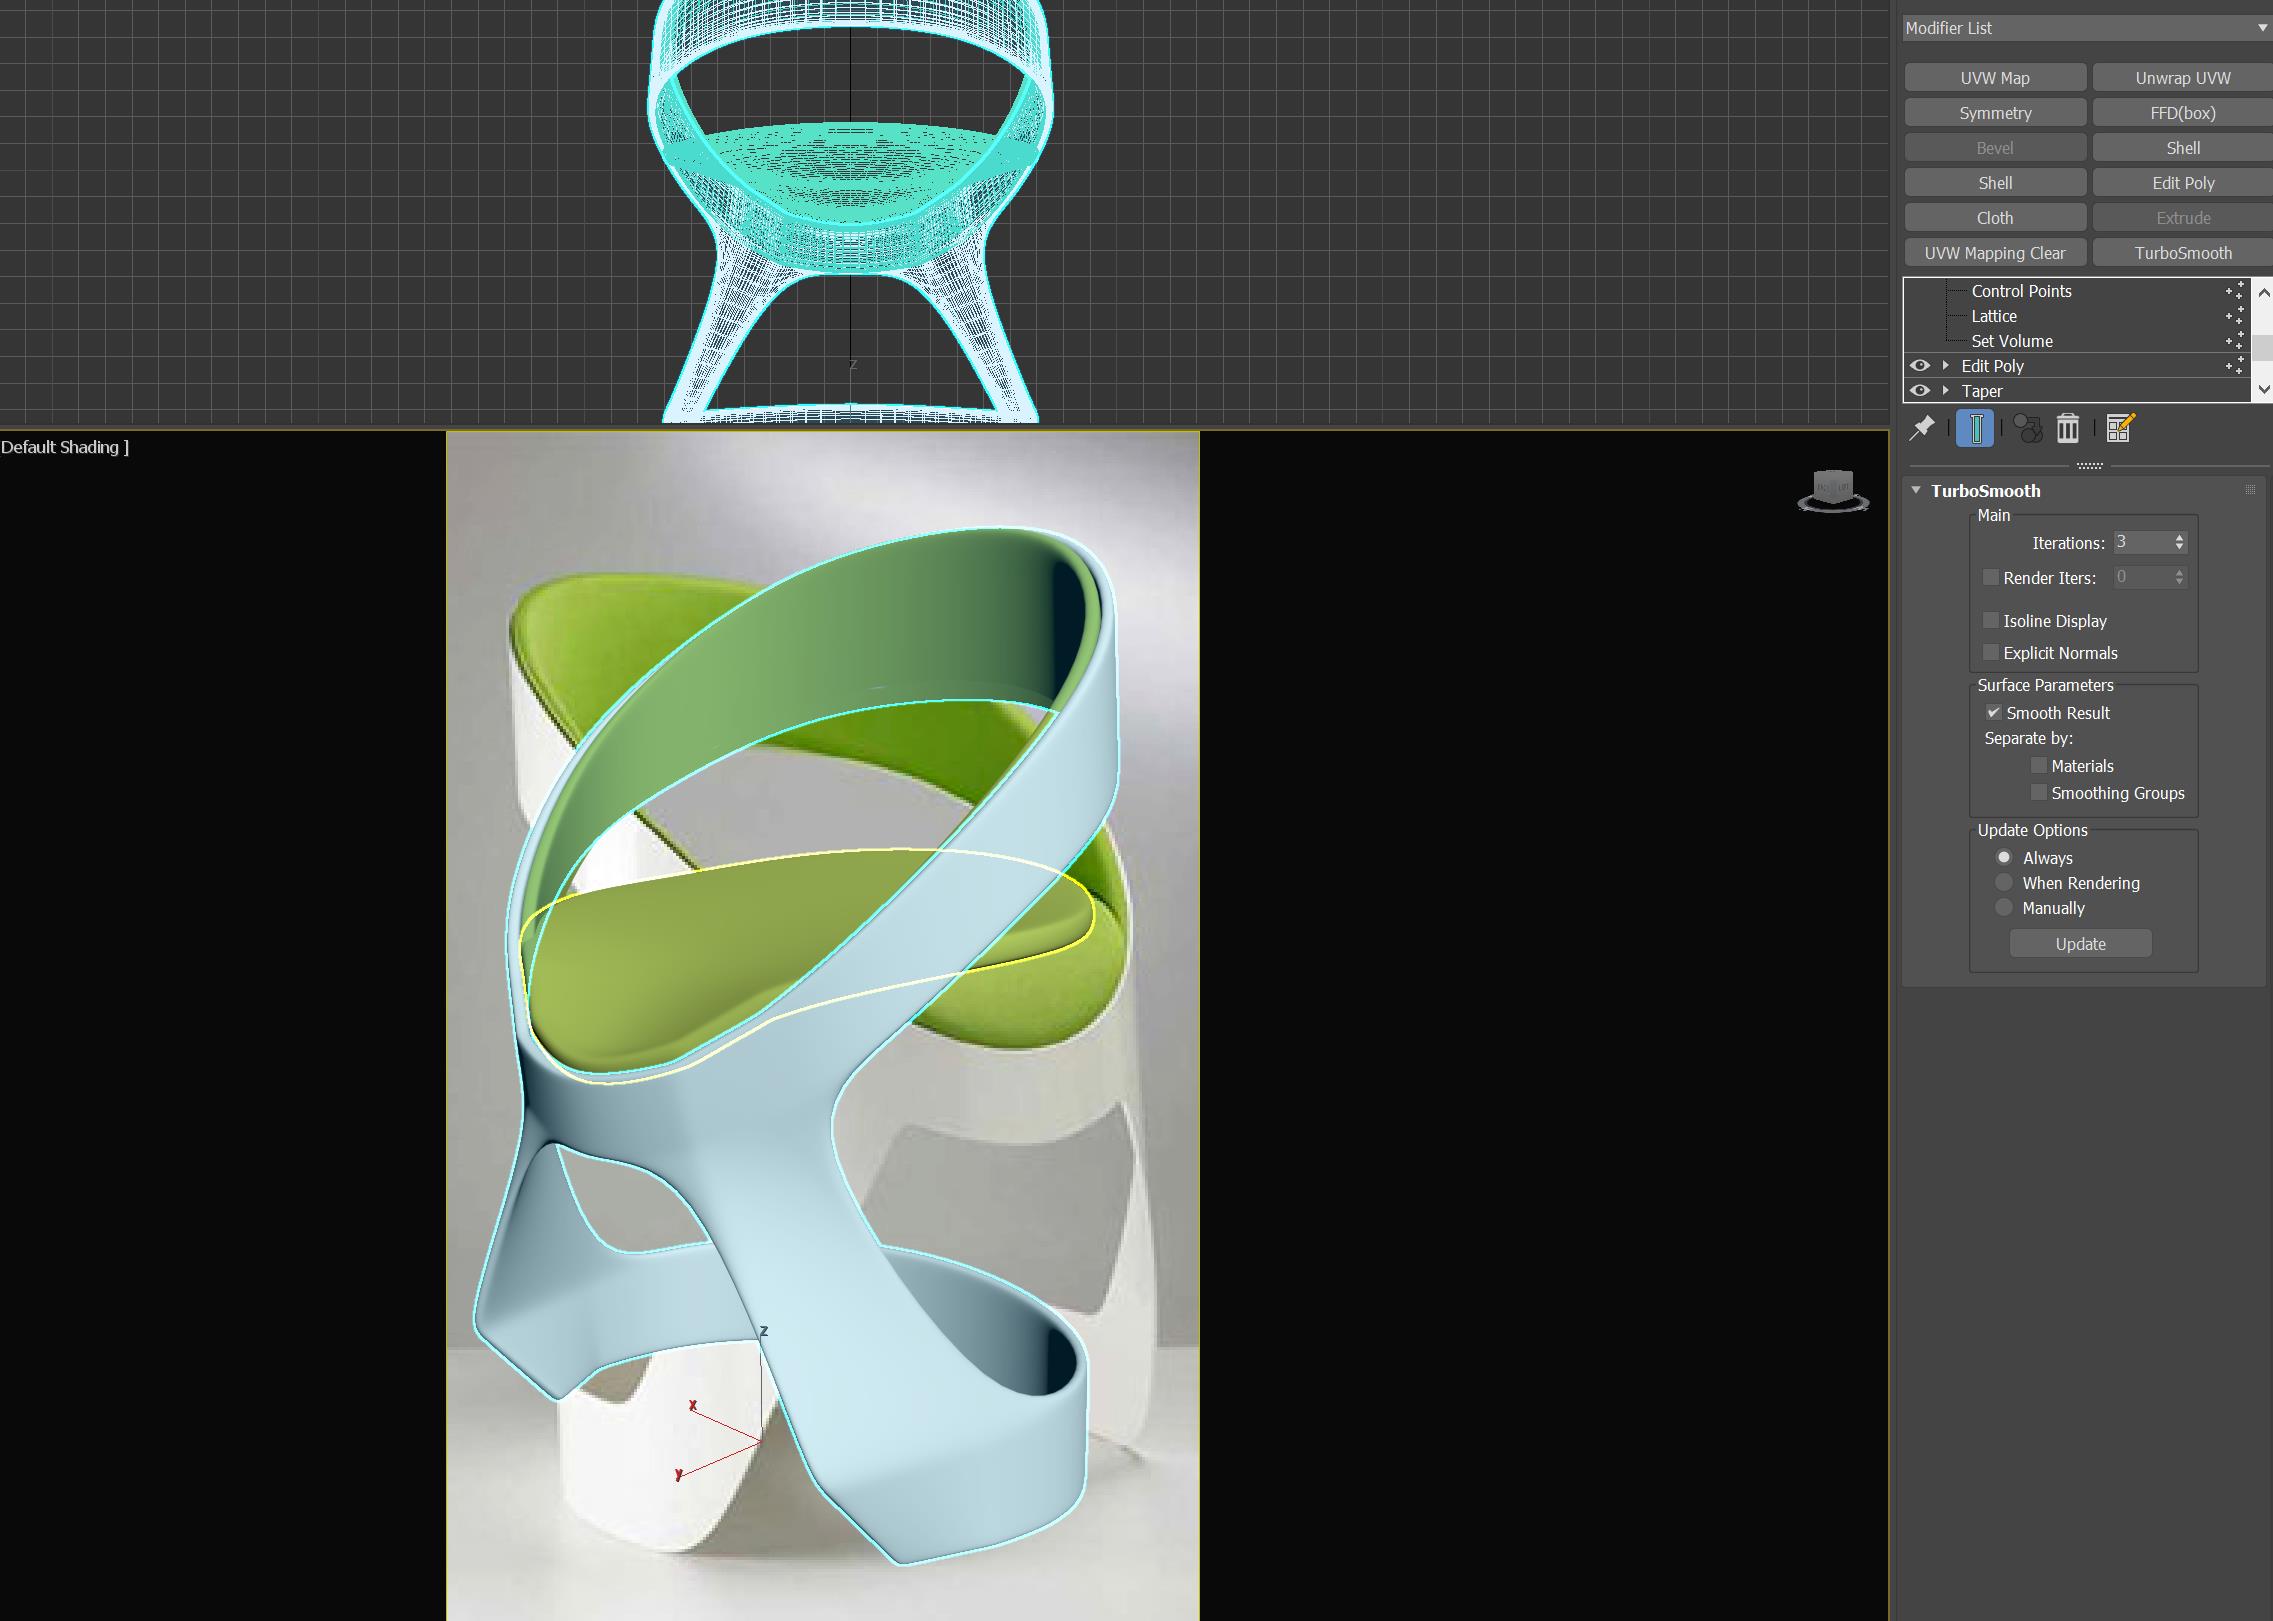 Modifier List
UVW Map
Unwrap UVW
Symmetry
FFD(box)
Bevel
Shell
Shell
Edit Poly
Cloth
Extrude
UVW Mapping Clear
TurboSmooth
Control Points
Lattice
Set Volume
Edit Poly
Taper
z
Default Shading ]
TurboSmooth
Main
Iterations: 3
Render Iters: 0
Isoline Display
Explicit Normals
Surface Parameters
Smooth Result
Separate by:
Materials
Smoothing Groups
Update Options
Always
When Rendering
Manually
Update
z
x
y